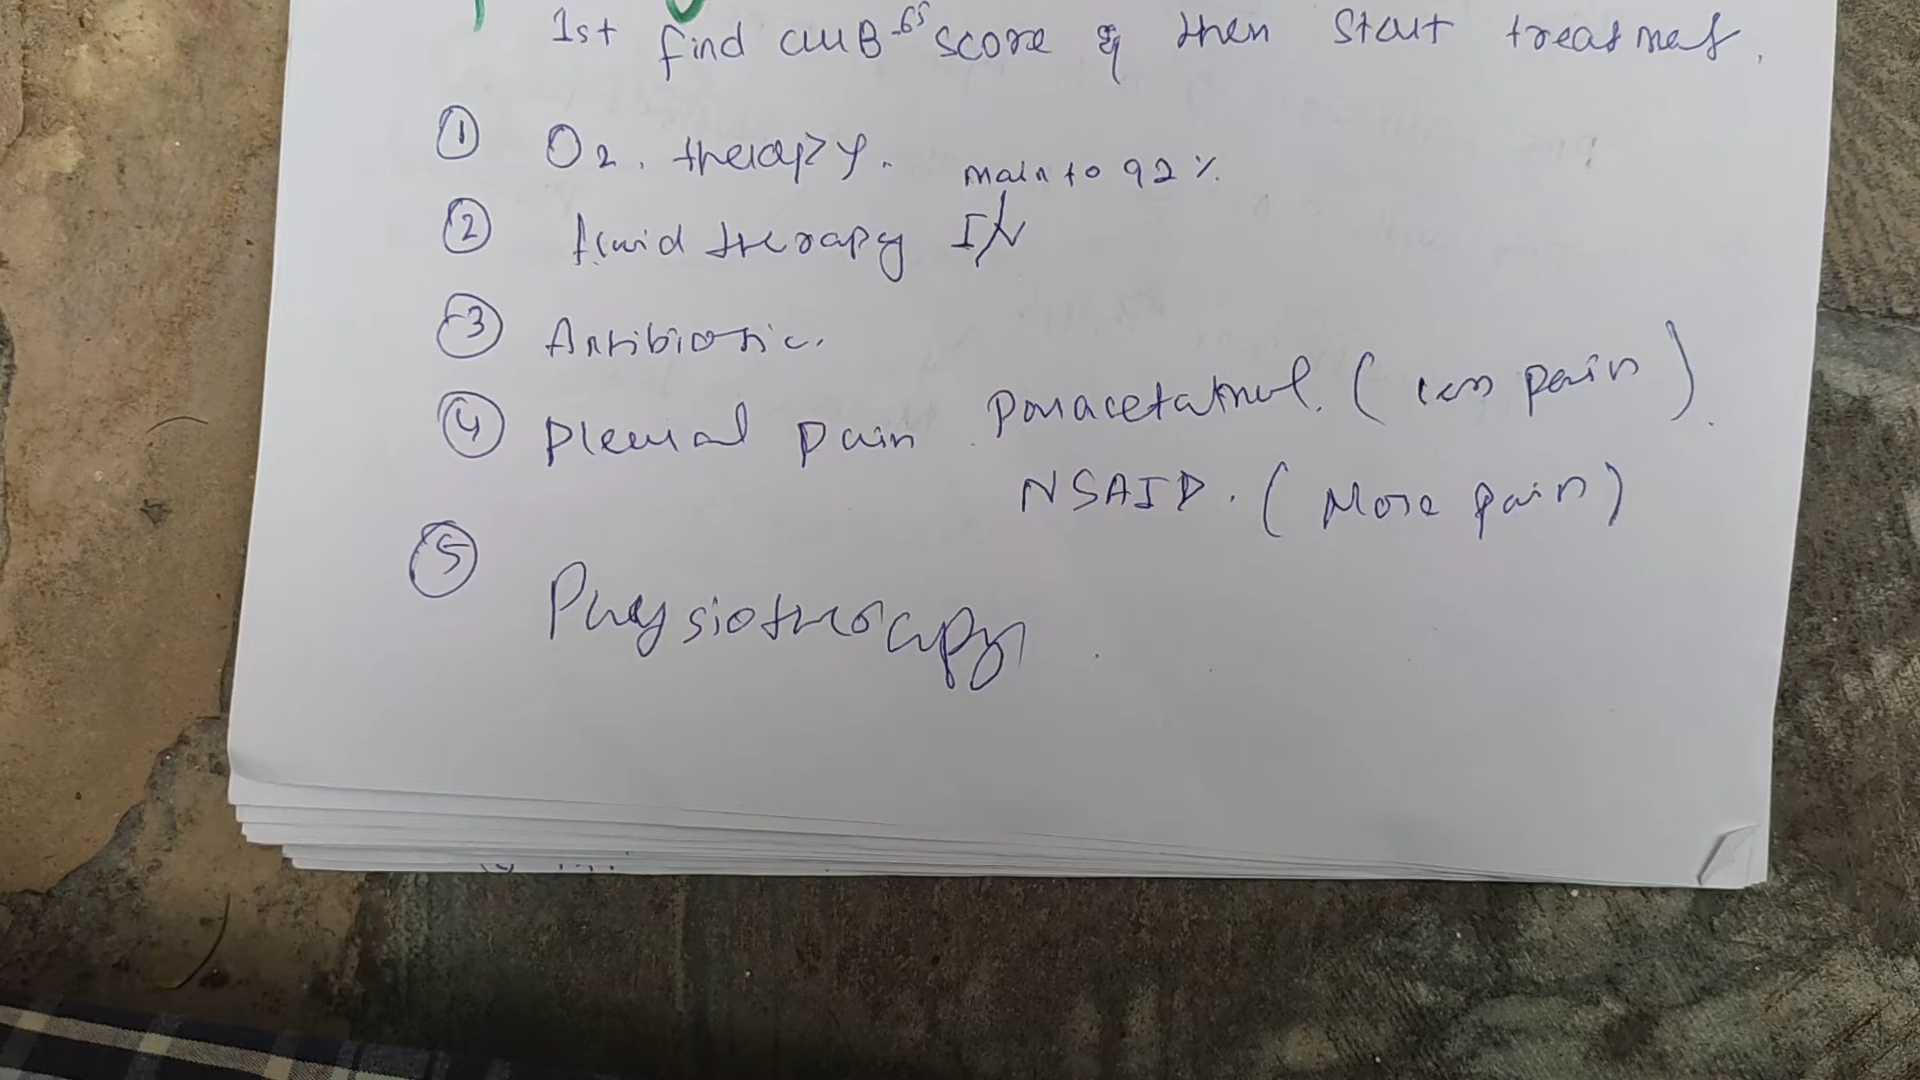 1st find CURB-65 score & then Start treatment.
① O2. therapy. main to 92%
② fluid therapy IV
③ Antibiotic.
④ Pleural pain Paracetamol. (less pain)
NSAID. (More pain)
⑤ Physiotherapy